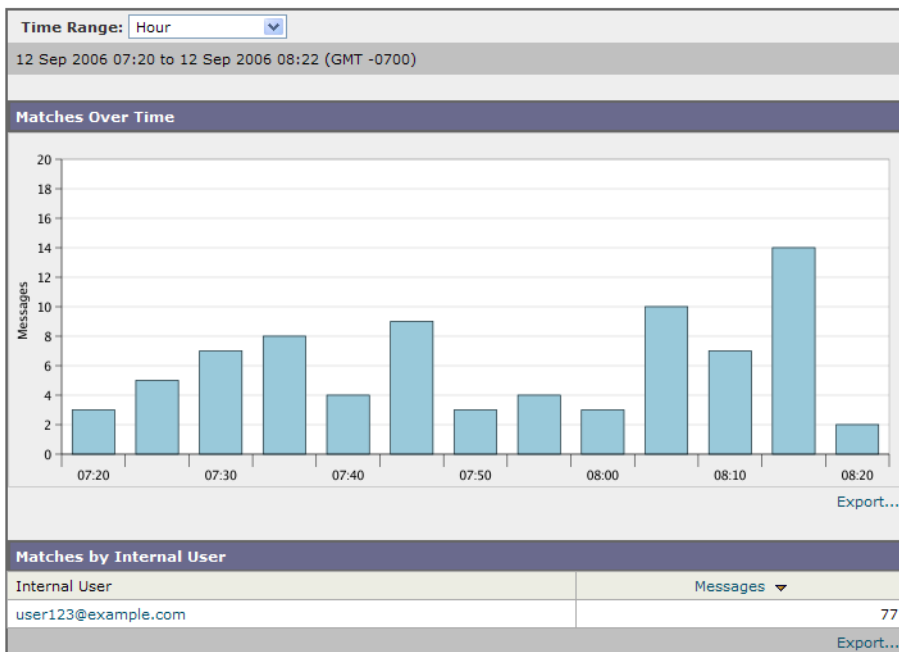 Time Range: Hour
12 Sep 2006 07:20 to 12 Sep 2006 08:22 (GMT -0700)
Matches Over Time
20
18
16
14
12
10
8
6
4
2
0
Messages
07:20 07:30 07:40 07:50 08:00 08:10 08:20
Export...
Matches by Internal User
Internal User Messages
user123@example.com 77
Export...